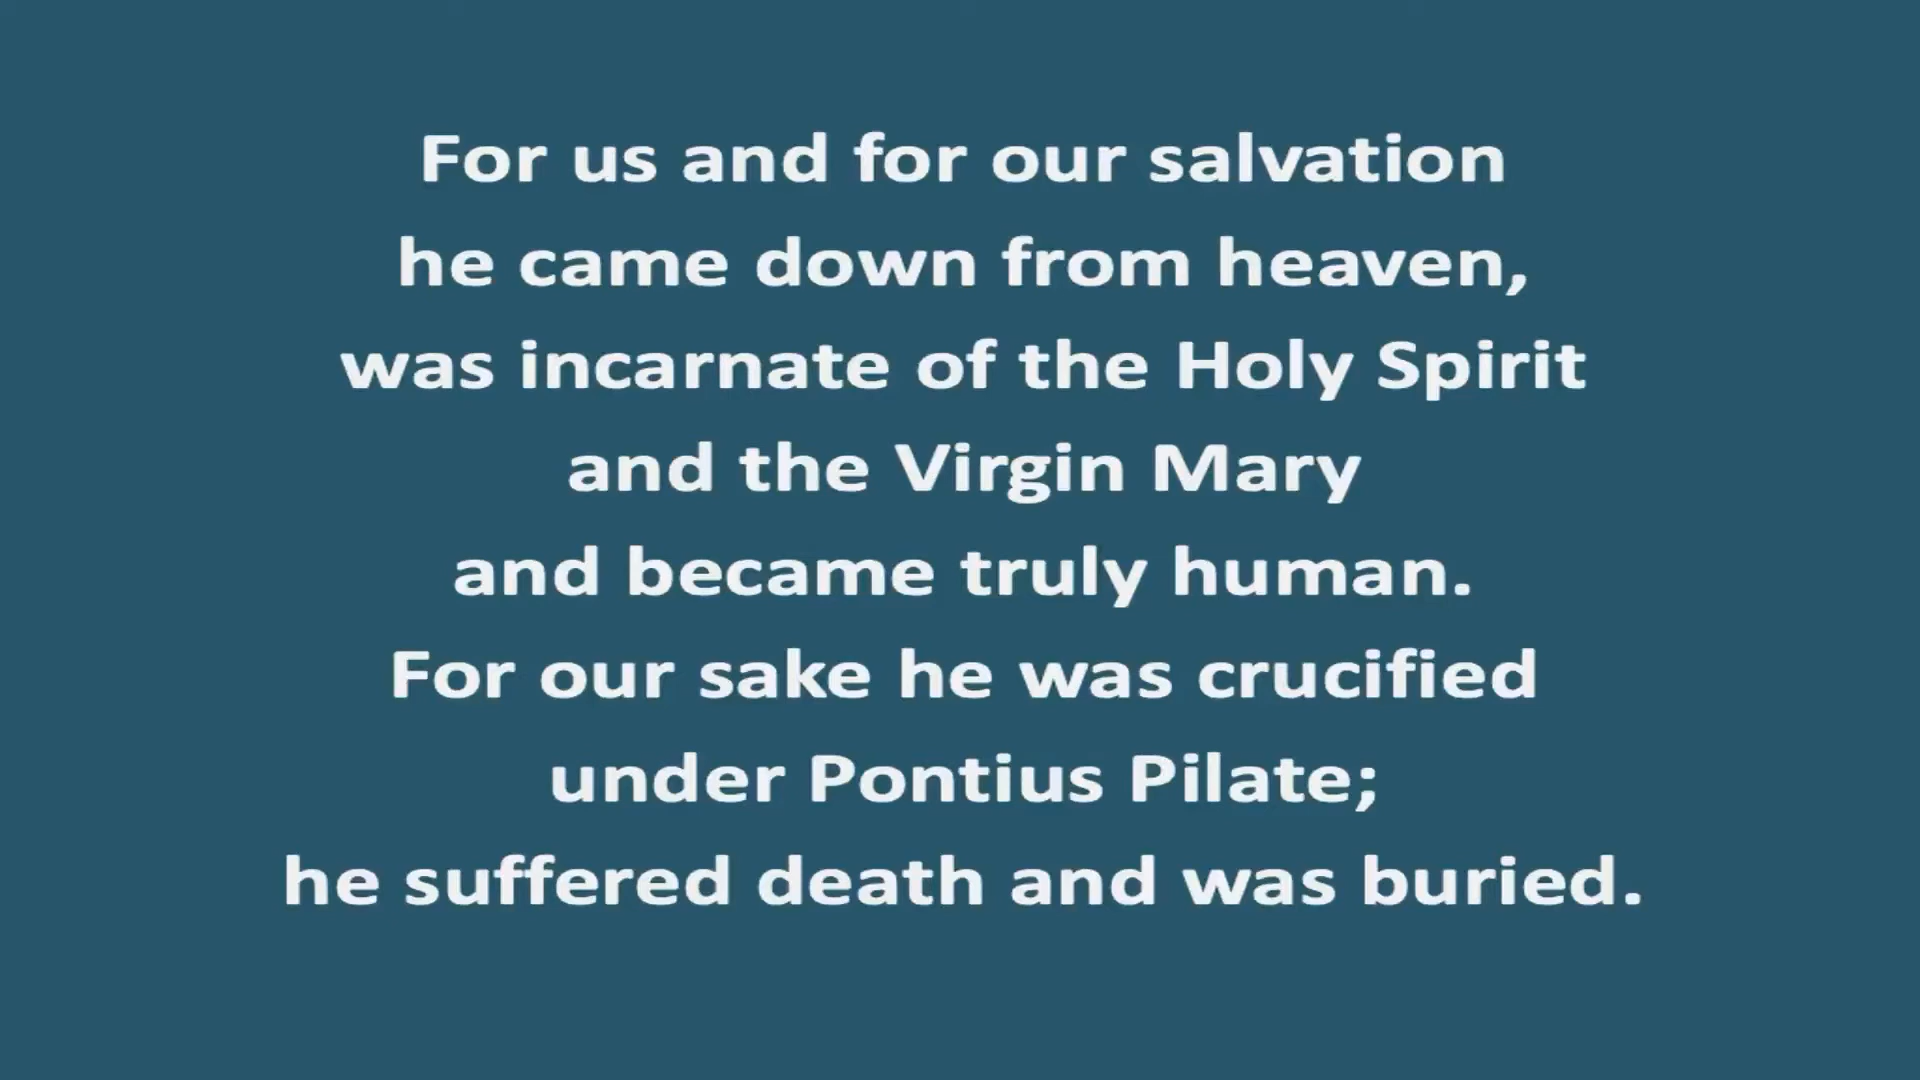 For us and for our salvation
he came down from heaven,
was incarnate of the Holy Spirit
and the Virgin Mary
and became truly human.
For our sake he was crucified
under Pontius Pilate;
he suffered death and was buried.